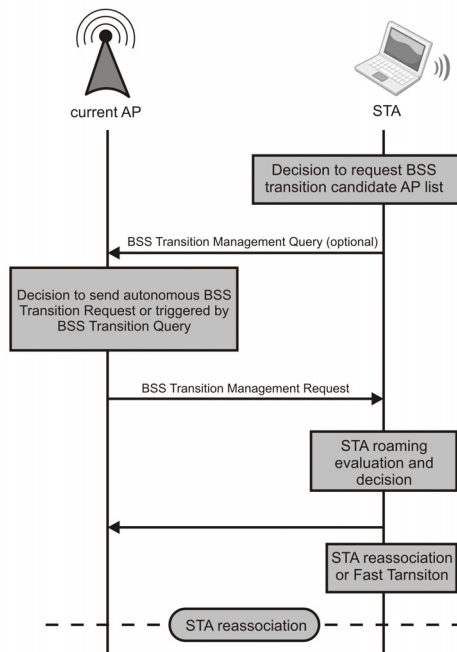 current AP
STA
Decision to request BSS
transition candidate AP list
BSS Transition Management Query (optional)
Decision to send autonomous BSS
Transition Request or triggered by
BSS Transition Query
BSS Transition Management Request
STA roaming
evaluation and
decision
STA reassociation
or Fast Tarnsiton
STA reassociation